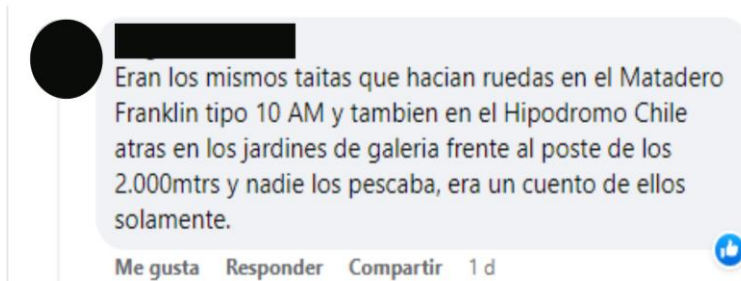 Eran los mismos taitas que hacian ruedas en el Matadero
Franklin tipo 10 AM y tambien en el Hipodromo Chile
atras en los jardines de galeria frente al poste de los
2.000mtrs y nadie los pescaba, era un cuento de ellos
solamente.
Me gusta Responder Compartir 1 d